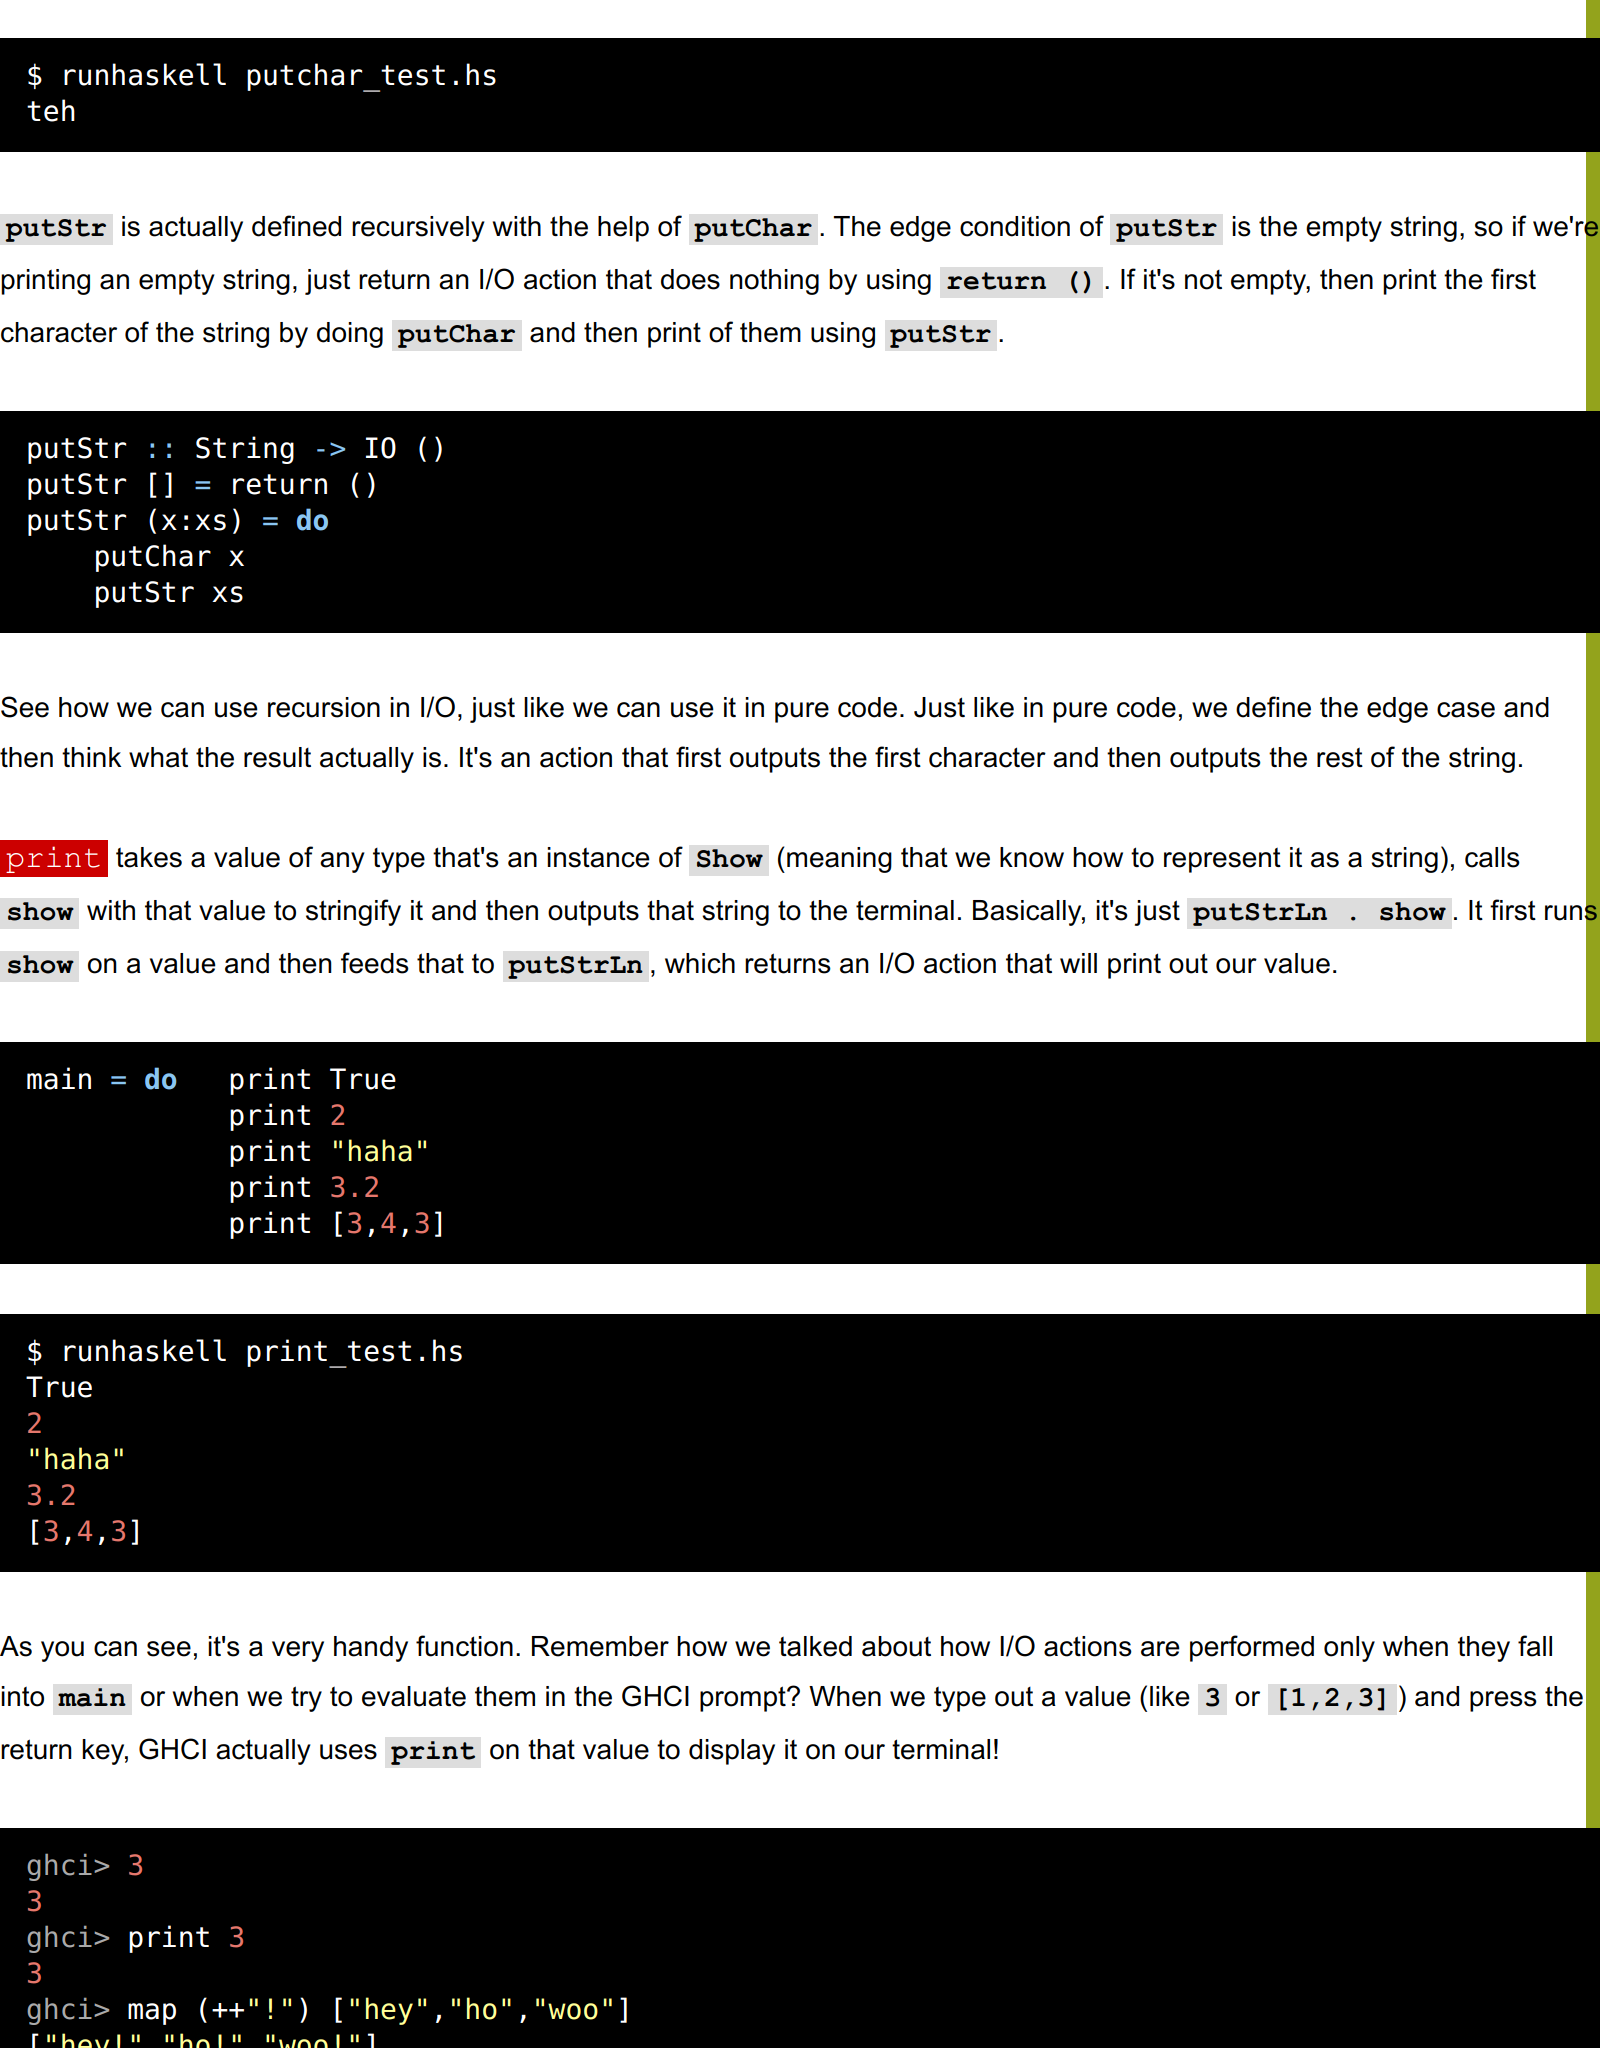 $ runhaskell putchar_test.hs
teh
putStr is actually defined recursively with the help of putChar. The edge condition of putStr is the empty string, so if we're
printing an empty string, just return an I/O action that does nothing by using return (). If it's not empty, then print the first
character of the string by doing putChar and then print of them using putStr.
putStr :: String -> IO ()
putStr [] = return ()
putStr (x:xs) = do
    putChar x
    putStr xs
See how we can use recursion in I/O, just like we can use it in pure code. Just like in pure code, we define the edge case and
then think what the result actually is. It's an action that first outputs the first character and then outputs the rest of the string.
print takes a value of any type that's an instance of Show (meaning that we know how to represent it as a string), calls
show with that value to stringify it and then outputs that string to the terminal. Basically, it's just putStrLn . show. It first runs
show on a value and then feeds that to putStrLn, which returns an I/O action that will print out our value.
main = do   print True
            print 2
            print "haha"
            print 3.2
            print [3,4,3]
$ runhaskell print_test.hs
True
2
"haha"
3.2
[3,4,3]
As you can see, it's a very handy function. Remember how we talked about how I/O actions are performed only when they fall
into main or when we try to evaluate them in the GHCI prompt? When we type out a value (like 3 or [1,2,3]) and press the
return key, GHCI actually uses print on that value to display it on our terminal!
ghci> 3
3
ghci> print 3
3
ghci> map (++"!") ["hey","ho","woo"]
["hey!","ho!","woo!"]